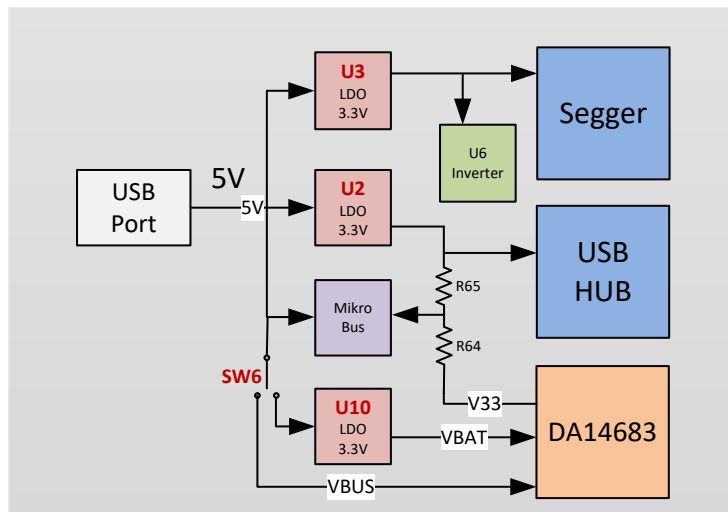 U3
LDO
3.3V
Segger
U6
Inverter
USB
Port
5V
5V
U2
LDO
3.3V
USB
HUB
R65
Mikro
Bus
R64
SW6
V33
U10
LDO
3.3V
VBAT
DA14683
VBUS